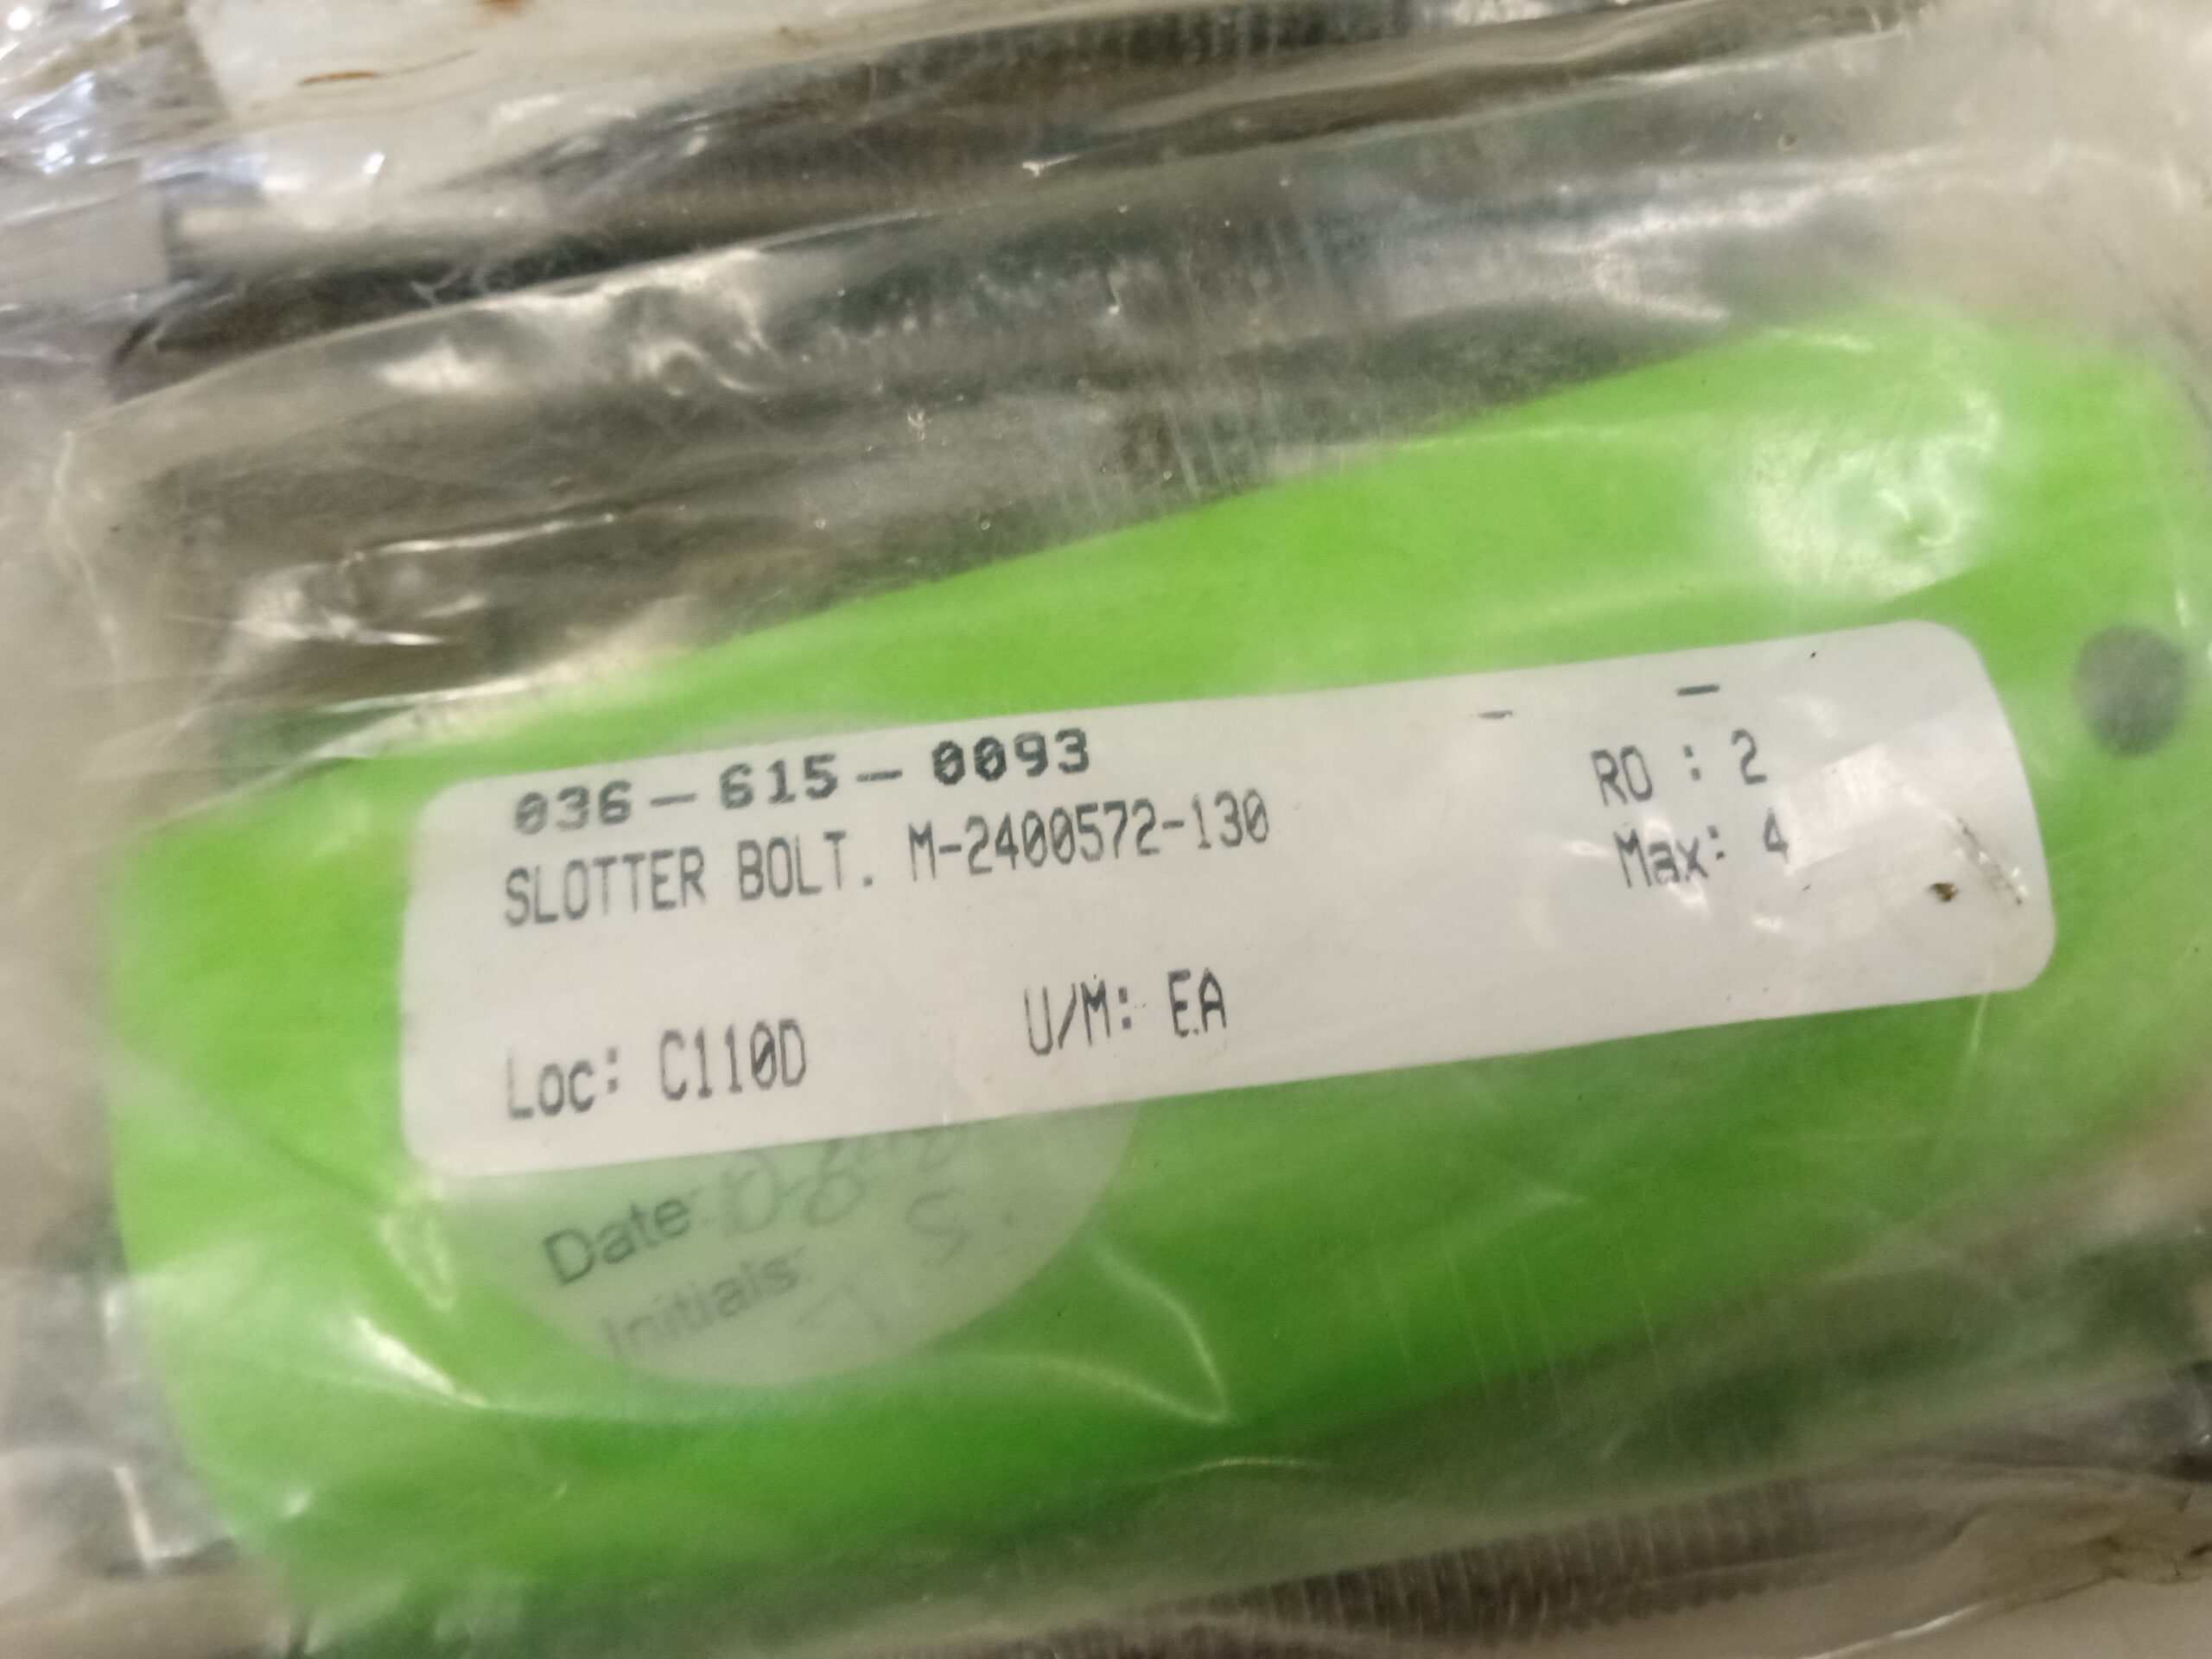 036-615-0093
SLOTTER BOLT. M-2400572-130
RO : 2
Max: 4
Loc: C110D U/M: EA
Date:
Initials: